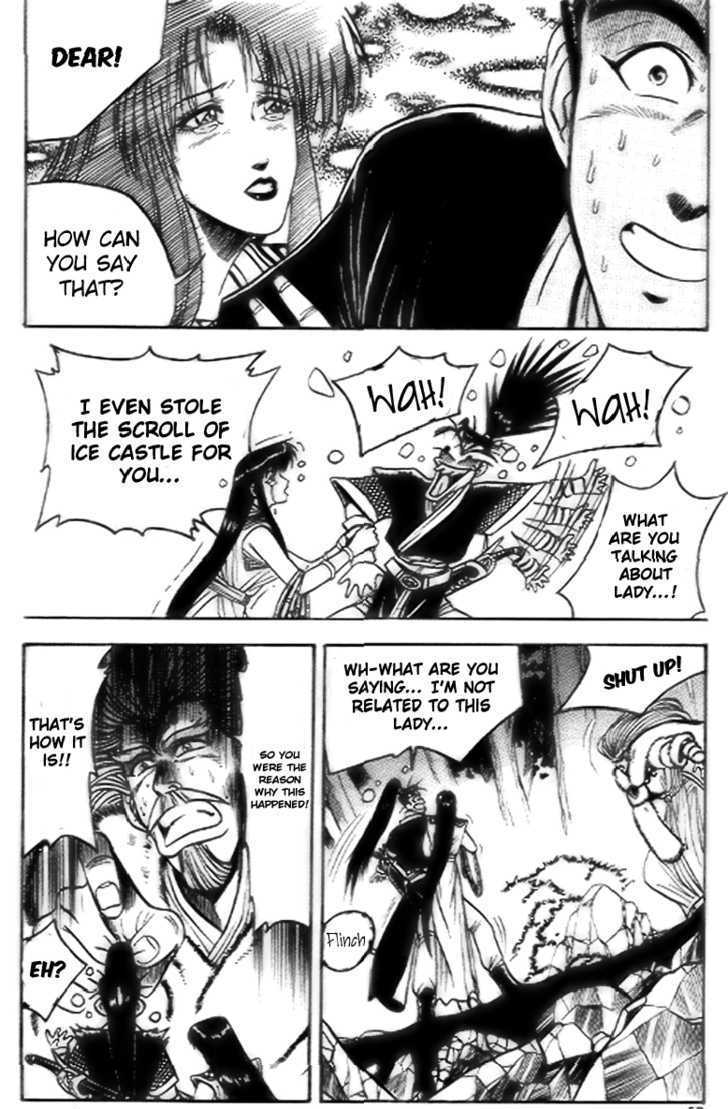 DEAR!
HOW CAN
YOU SAY
THAT?
I EVEN STOLE
THE SCROLL OF
ICE CASTLE FOR
YOU...
WAH!
WAH!
WHAT
ARE YOU
TALKING
ABOUT
LADY...!
THAT'S
HOW IT
IS!!
SO YOU
WERE THE
REASON
WHY THIS
HAPPENED!
EH?
WH-WHAT ARE YOU
SAYING... I'M NOT
RELATED TO THIS
LADY...
SHUT UP!
Flinch